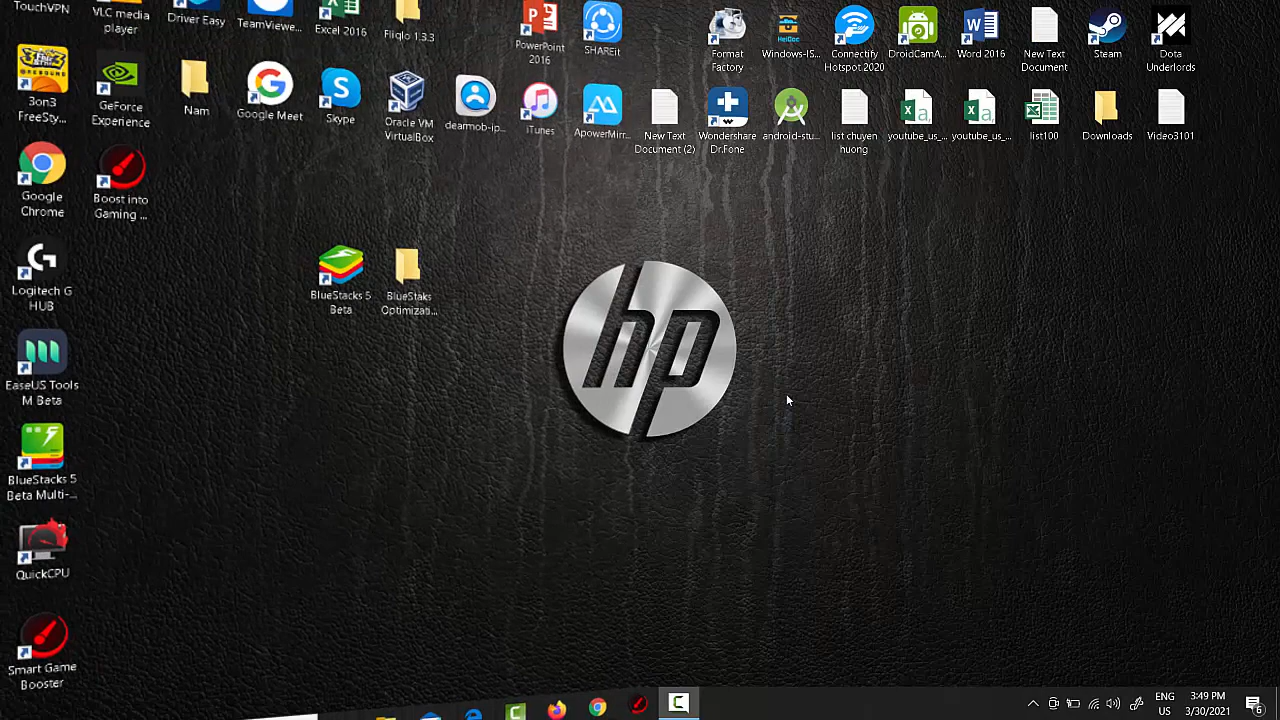 TouchVPN
VLC media
player
Driver Easy
TeamViewe...
Excel 2016
Fliqlo 1.3.3
PowerPoint
2016
SHAREit
Format
Factory
Windows-IS...
Connectify
Hotspot 2020
DroidCamA...
Word 2016
New Text
Document
Steam
Dota
Underlords
3on3
FreeSty...
GeForce
Experience
Nam
Google Meet
Skype
Oracle VM
VirtualBox
deamob-ip...
iTunes
ApowerMirr...
New Text
Document (2)
Wondershare
Dr.Fone
android-stu...
list chuyen
huong
youtube_us_...
youtube_us_...
list100
Downloads
Video3101
Google
Chrome
Boost into
Gaming ...
Logitech G
HUB
BlueStacks 5
Beta
BlueStaks
Optimizati...
hp
EaseUS Tools
M Beta
BlueStacks 5
Beta Multi-...
QuickCPU
Smart Game
Booster
ENG
US
3:49 PM
3/30/2021
6